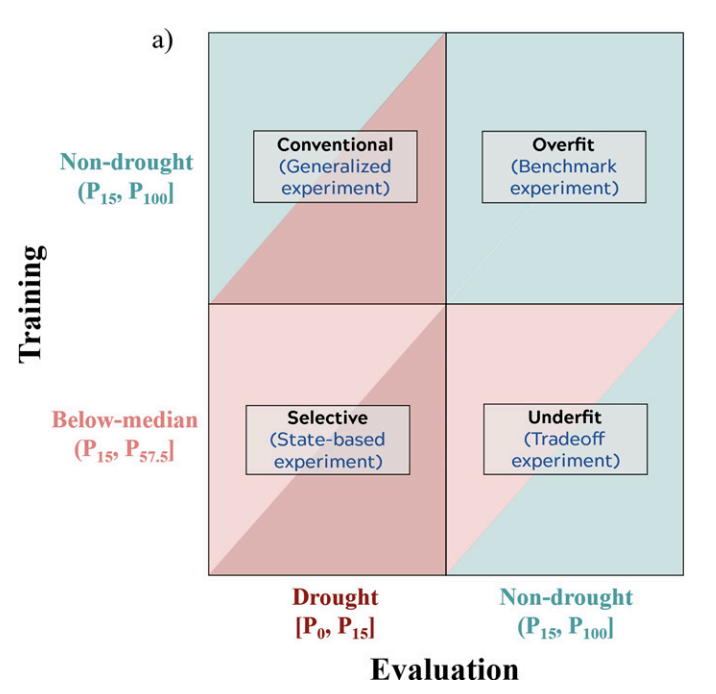 a)
Conventional
(Generalized
experiment)
Overfit
(Benchmark
experiment)
Non-drought
(P₁₅, P₁₀₀]
Training
Below-median
(P₁₅, P₅₇.₅]
Selective
(State-based
experiment)
Underfit
(Tradeoff
experiment)
Drought
[P₀, P₁₅]
Non-drought
(P₁₅, P₁₀₀]
Evaluation